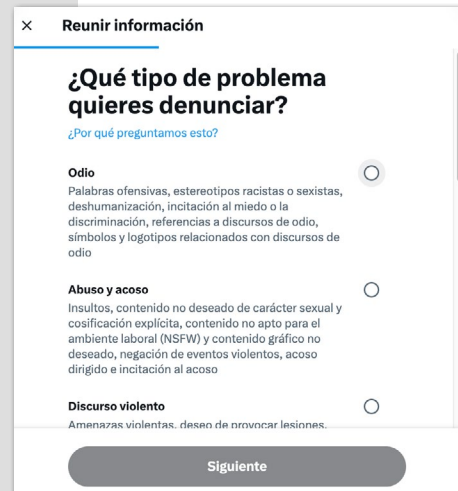 Reunir información
¿Qué tipo de problema
quieres denunciar?
¿Por qué preguntamos esto?
Odio
Palabras ofensivas, estereotipos racistas o sexistas,
deshumanización, incitación al miedo o la
discriminación, referencias a discursos de odio,
símbolos y logotipos relacionados con discursos de
odio
Abuso y acoso
Insultos, contenido no deseado de carácter sexual y
cosificación explícita, contenido no apto para el
ambiente laboral (NSFW) y contenido gráfico no
deseado, negación de eventos violentos, acoso
dirigido e incitación al acoso
Discurso violento
Amenazas violentas, deseo de provocar lesiones,
Siguiente